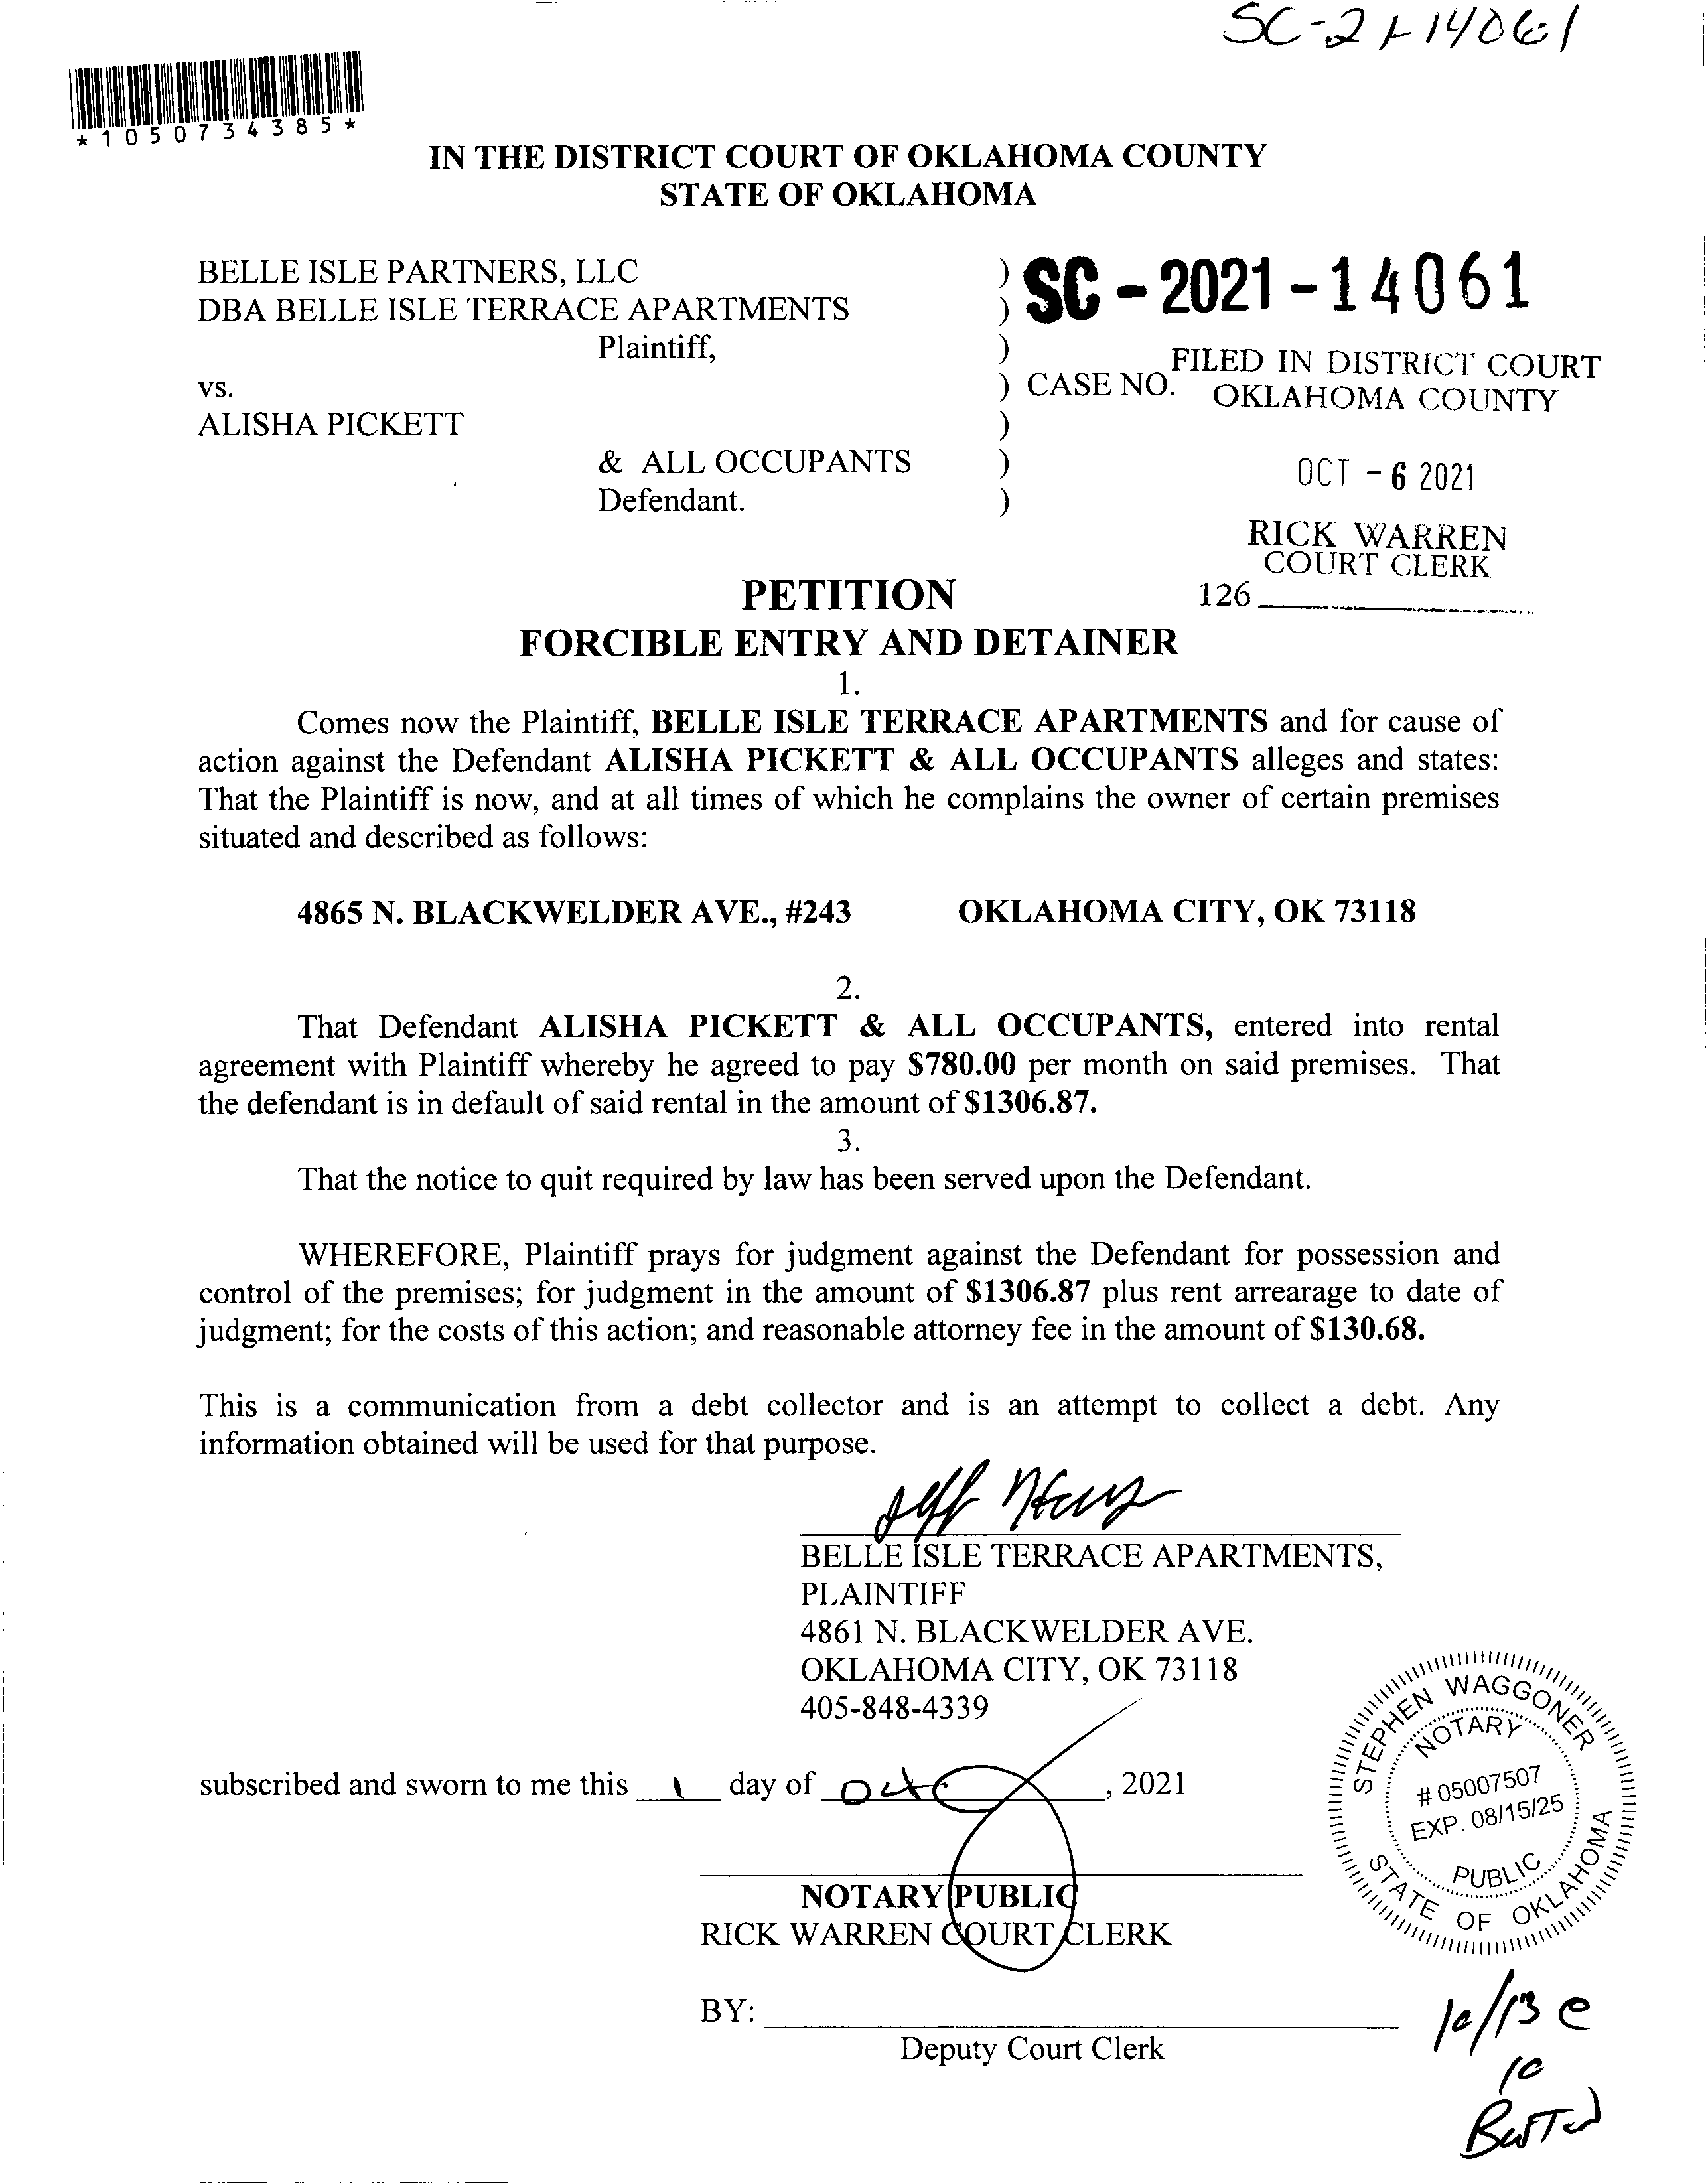 SC-21-14061
*1050734385*
IN THE DISTRICT COURT OF OKLAHOMA COUNTY
STATE OF OKLAHOMA
BELLE ISLE PARTNERS, LLC ) SC-2021-14061
DBA BELLE ISLE TERRACE APARTMENTS )
Plaintiff, ) FILED IN DISTRICT COURT
vs. ) CASE NO. OKLAHOMA COUNTY
ALISHA PICKETT )
& ALL OCCUPANTS ) OCT -6 2021
Defendant. )
RICK WARREN
COURT CLERK
PETITION 126
FORCIBLE ENTRY AND DETAINER
1.
Comes now the Plaintiff, BELLE ISLE TERRACE APARTMENTS and for cause of
action against the Defendant ALISHA PICKETT & ALL OCCUPANTS alleges and states:
That the Plaintiff is now, and at all times of which he complains the owner of certain premises
situated and described as follows:
4865 N. BLACKWELDER AVE., #243 OKLAHOMA CITY, OK 73118
2.
That Defendant ALISHA PICKETT & ALL OCCUPANTS, entered into rental
agreement with Plaintiff whereby he agreed to pay $780.00 per month on said premises. That
the defendant is in default of said rental in the amount of $1306.87.
3.
That the notice to quit required by law has been served upon the Defendant.
WHEREFORE, Plaintiff prays for judgment against the Defendant for possession and
control of the premises; for judgment in the amount of $1306.87 plus rent arrearage to date of
judgment; for the costs of this action; and reasonable attorney fee in the amount of $130.68.
This is a communication from a debt collector and is an attempt to collect a debt. Any
information obtained will be used for that purpose.
BELLE ISLE TERRACE APARTMENTS,
PLAINTIFF
4861 N. BLACKWELDER AVE.
OKLAHOMA CITY, OK 73118
405-848-4339
subscribed and sworn to me this 1 day of Oct, 2021
STEPHEN WAGGONER
NOTARY
# 05007507
EXP. 08/15/25
PUBLIC
STATE OF OKLAHOMA
NOTARY PUBLIC
RICK WARREN COURT CLERK
BY:
Deputy Court Clerk
10/13 @
10